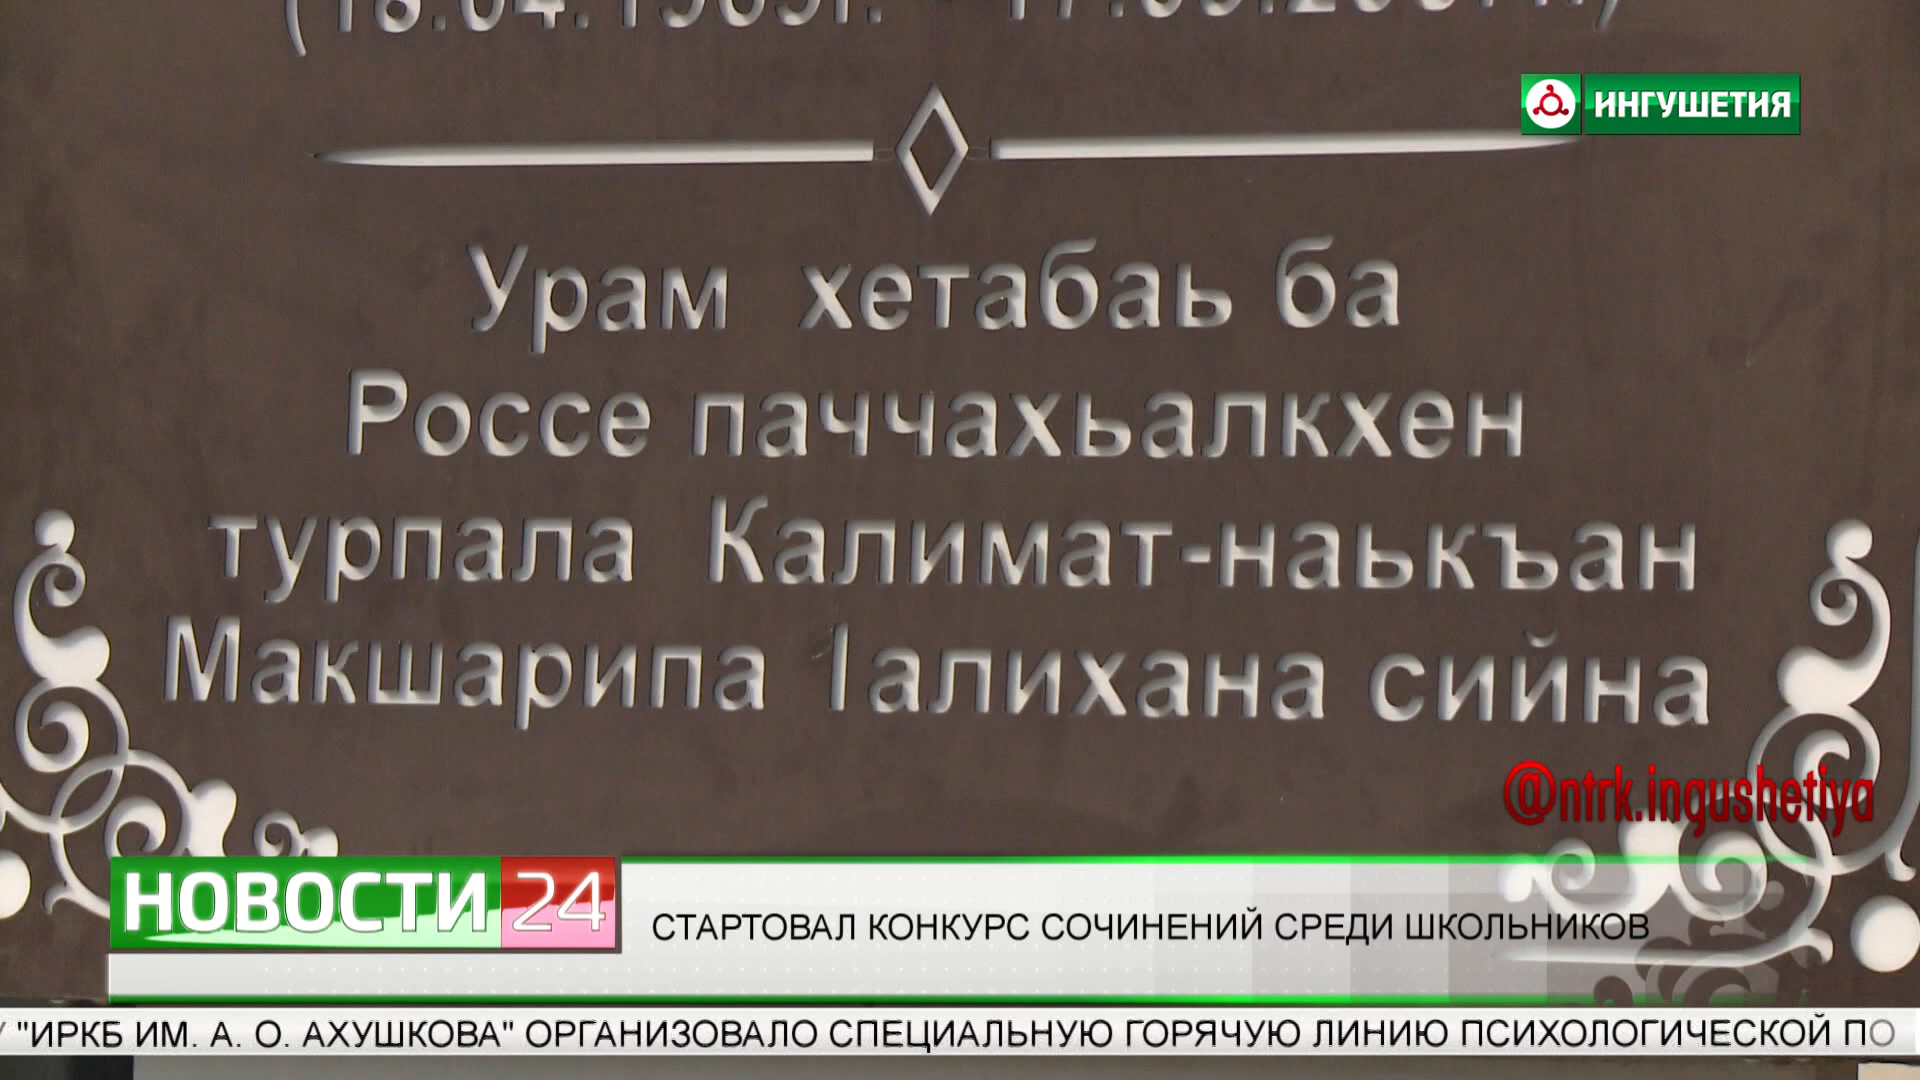 ИНГУШЕТИЯ
Урам хетабаь ба
Россе паччахьалкхен
турпала Калимат-наькъан
Макшарипа Iалихана сийна
@ntrk.ingushetiya
НОВОСТИ 24
СТАРТОВАЛ КОНКУРС СОЧИНЕНИЙ СРЕДИ ШКОЛЬНИКОВ
"ИРКБ ИМ. А. О. АХУШКОВА" ОРГАНИЗОВАЛО СПЕЦИАЛЬНУЮ ГОРЯЧУЮ ЛИНИЮ ПСИХОЛОГИЧЕСКОЙ ПО